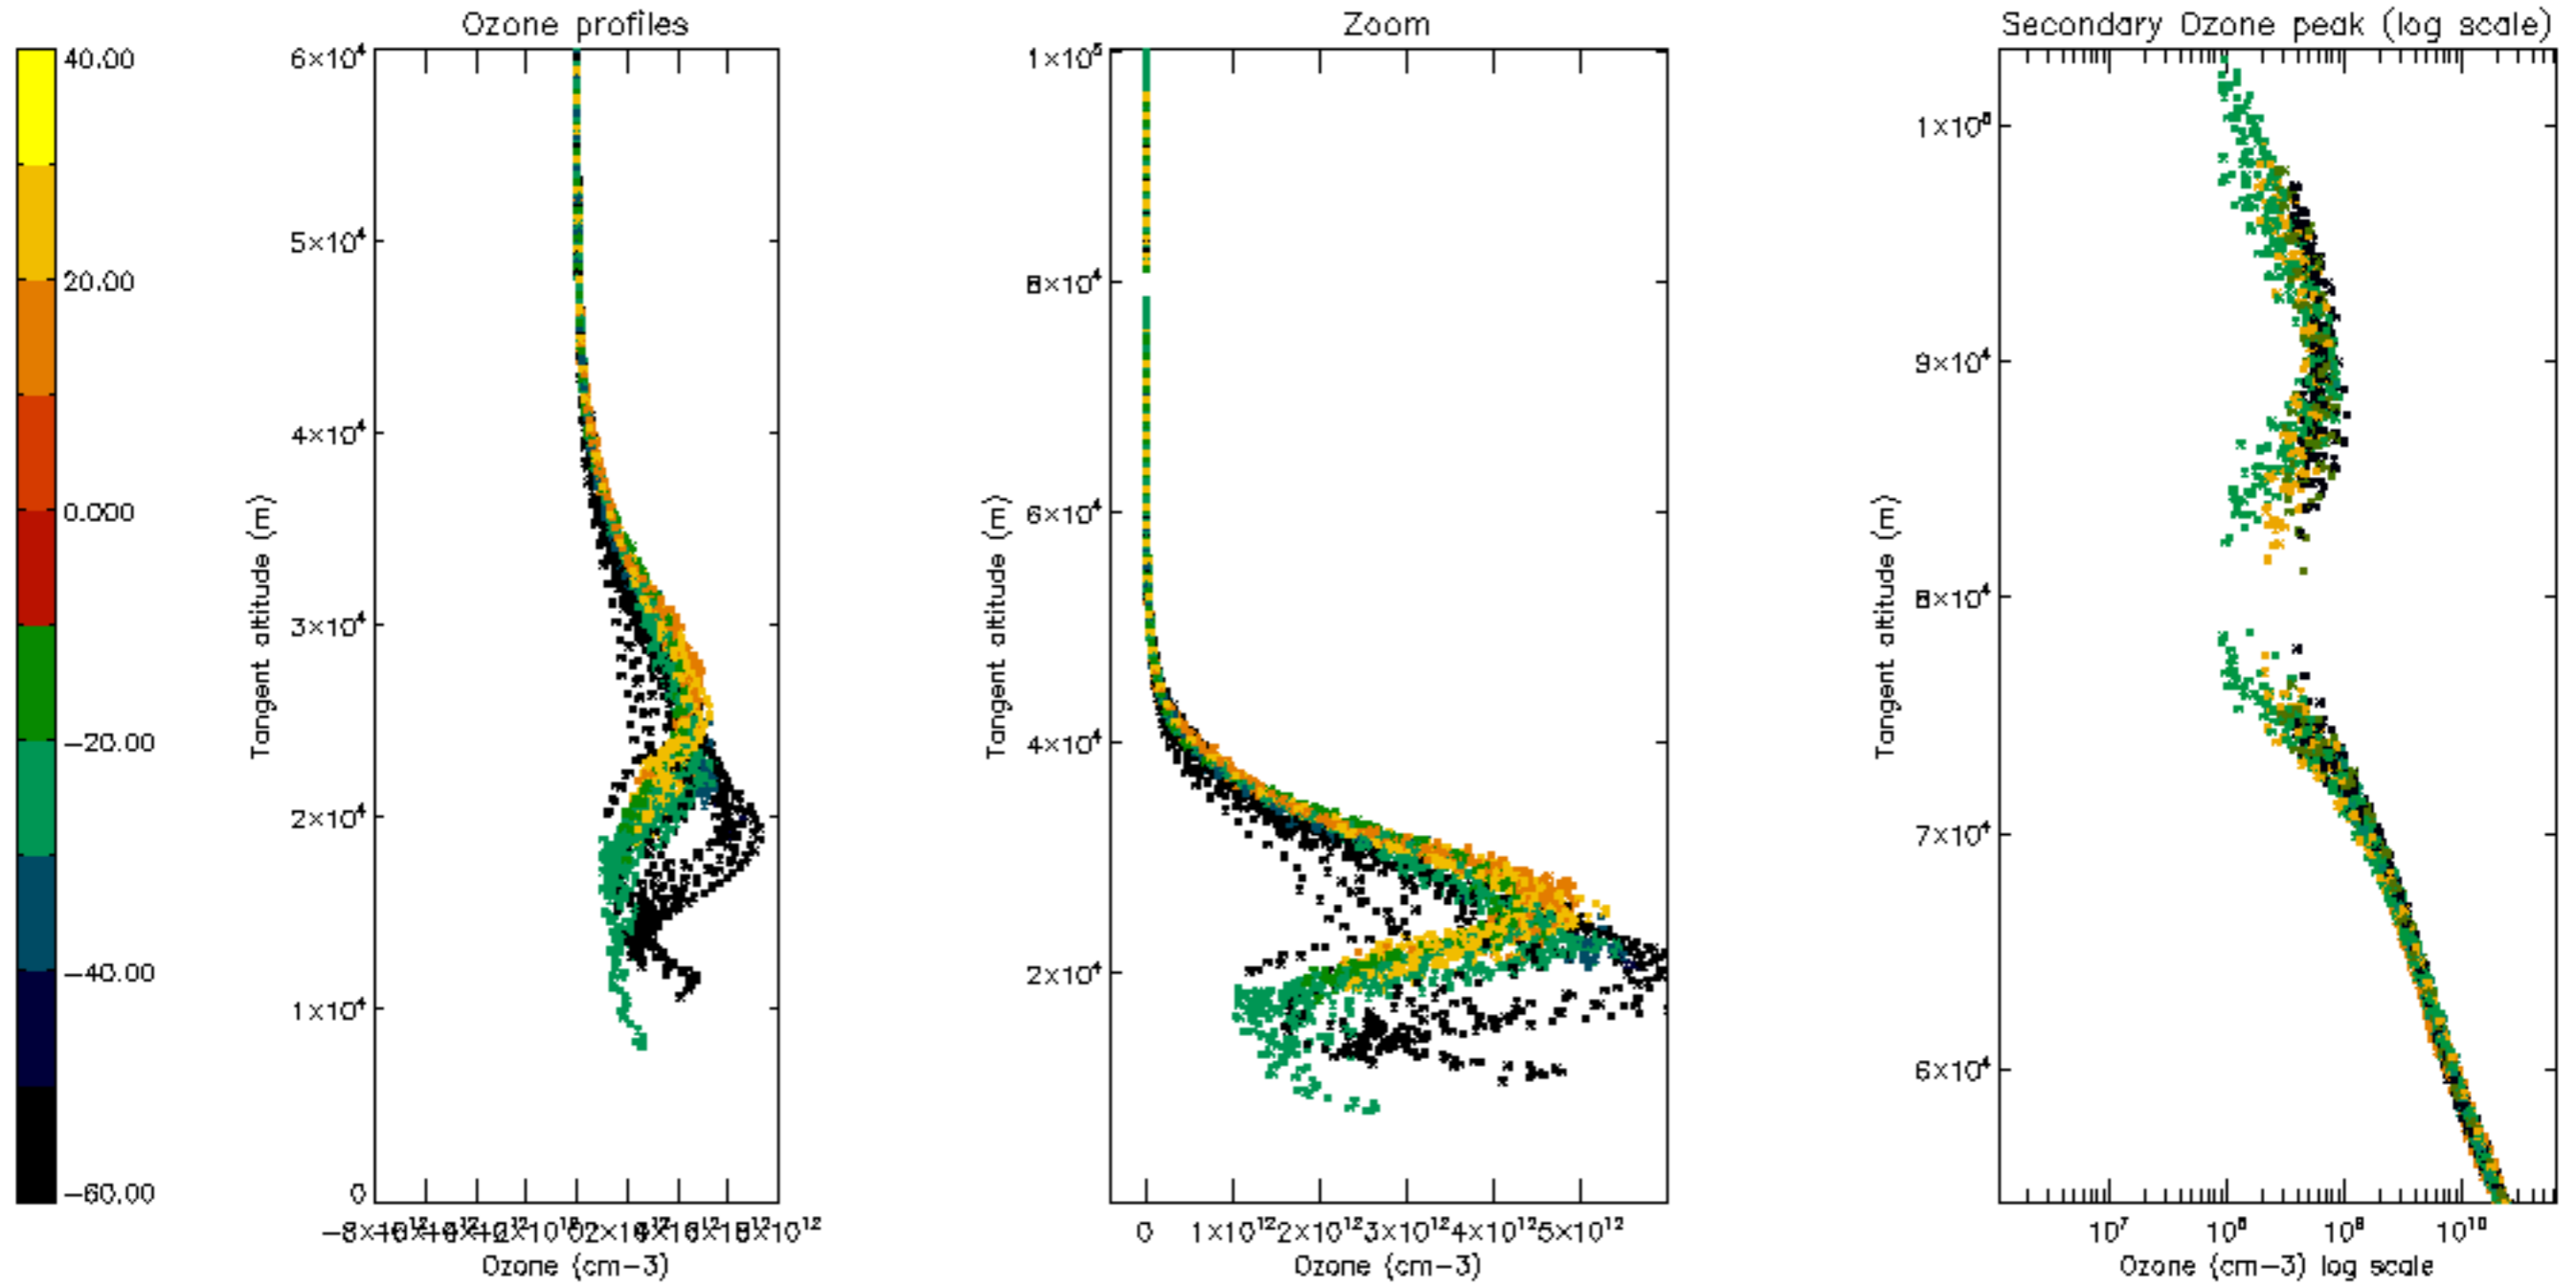 Ozone profiles
Zoom
Secondary Ozone peak (log scale)
40.00
20.00
0.000
-20.00
-40.00
-60.00
6×10⁴
5×10⁴
4×10⁴
3×10⁴
2×10⁴
1×10⁴
0
Tangent altitude (m)
Ozone (cm-3)
1×10⁵
8×10⁴
6×10⁴
4×10⁴
2×10⁴
Tangent altitude (m)
0 1×10¹² 2×10¹² 3×10¹² 4×10¹² 5×10¹²
Ozone (cm-3)
1×10⁵
9×10⁴
8×10⁴
7×10⁴
6×10⁴
Tangent altitude (m)
10⁷ 10⁸ 10⁹ 10¹⁰
Ozone (cm-3) log scale